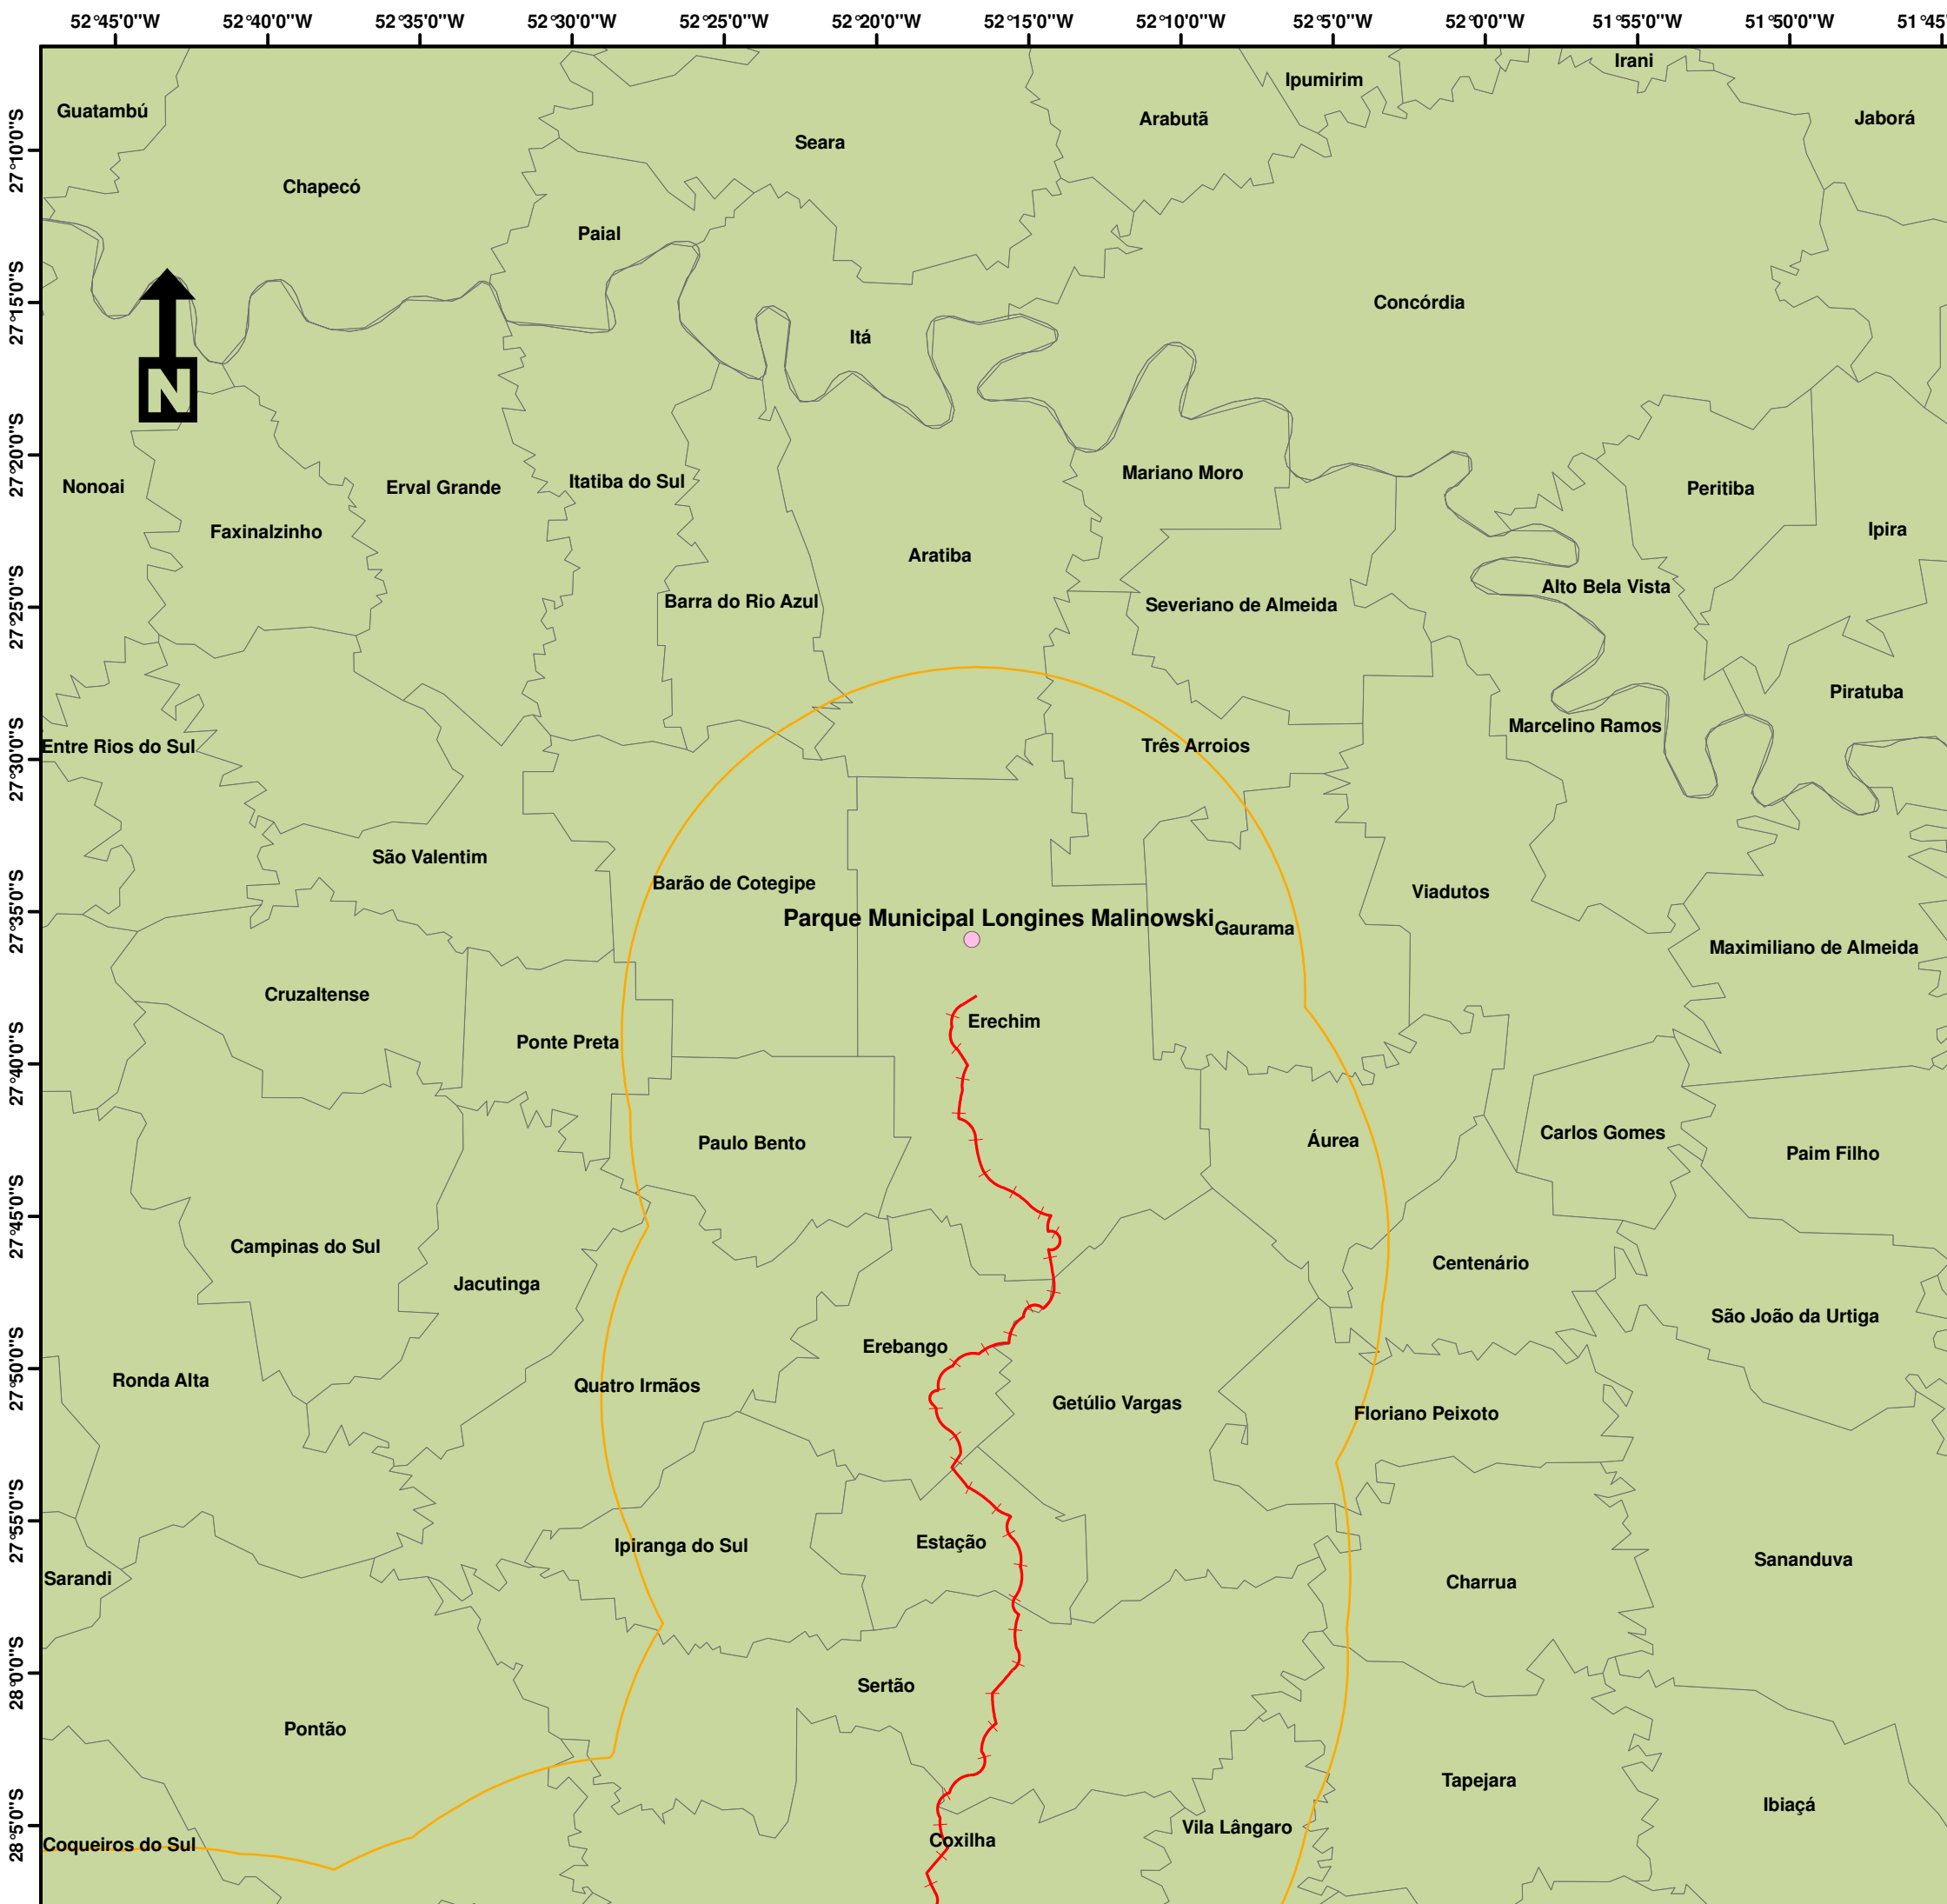 52°45'0"W 52°40'0"W 52°35'0"W 52°30'0"W 52°25'0"W 52°20'0"W 52°15'0"W 52°10'0"W 52°5'0"W 52°0'0"W 51°55'0"W 51°50'0"W 51°45'
Irani
Ipumirim
Guatambú
Arabutã
Jaborá
27°10'0"S
Seara
Chapecó
Paial
27°15'0"S
Concórdia
Itá
N
27°20'0"S
Mariano Moro
Itatiba do Sul
Nonoai
Erval Grande
Peritiba
Faxinalzinho
Ipira
Aratiba
27°25'0"S
Alto Bela Vista
Barra do Rio Azul
Severiano de Almeida
Piratuba
Marcelino Ramos
27°30'0"S
Entre Rios do Sul
Três Arroios
São Valentim
Barão de Cotegipe
Viadutos
27°35'0"S
Parque Municipal Longines Malinowski
Gaurama
Maximiliano de Almeida
Cruzaltense
Erechim
Ponte Preta
27°40'0"S
Paulo Bento
Áurea
Carlos Gomes
Paim Filho
27°45'0"S
Campinas do Sul
Centenário
Jacutinga
São João da Urtiga
27°50'0"S
Erebango
Ronda Alta
Quatro Irmãos
Getúlio Vargas
Floriano Peixoto
27°55'0"S
Estação
Ipiranga do Sul
Sananduva
Sarandi
Charrua
28°0'0"S
Sertão
Pontão
Tapejara
Ibiaçá
28°5'0"S
Vila Lângaro
Coxilha
Coqueiros do Sul